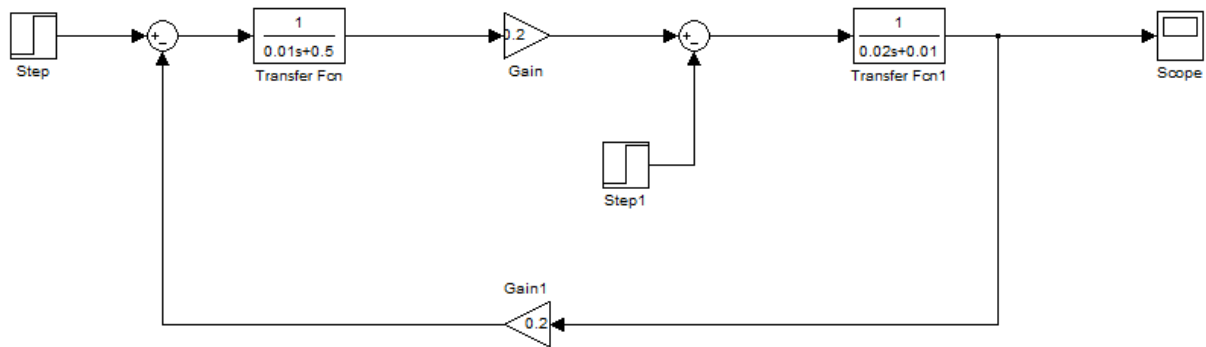 Step
+
−
1
0.01s+0.5
Transfer Fcn
0.2
Gain
+
−
1
0.02s+0.01
Transfer Fcn1
Scope
Step1
Gain1
0.2